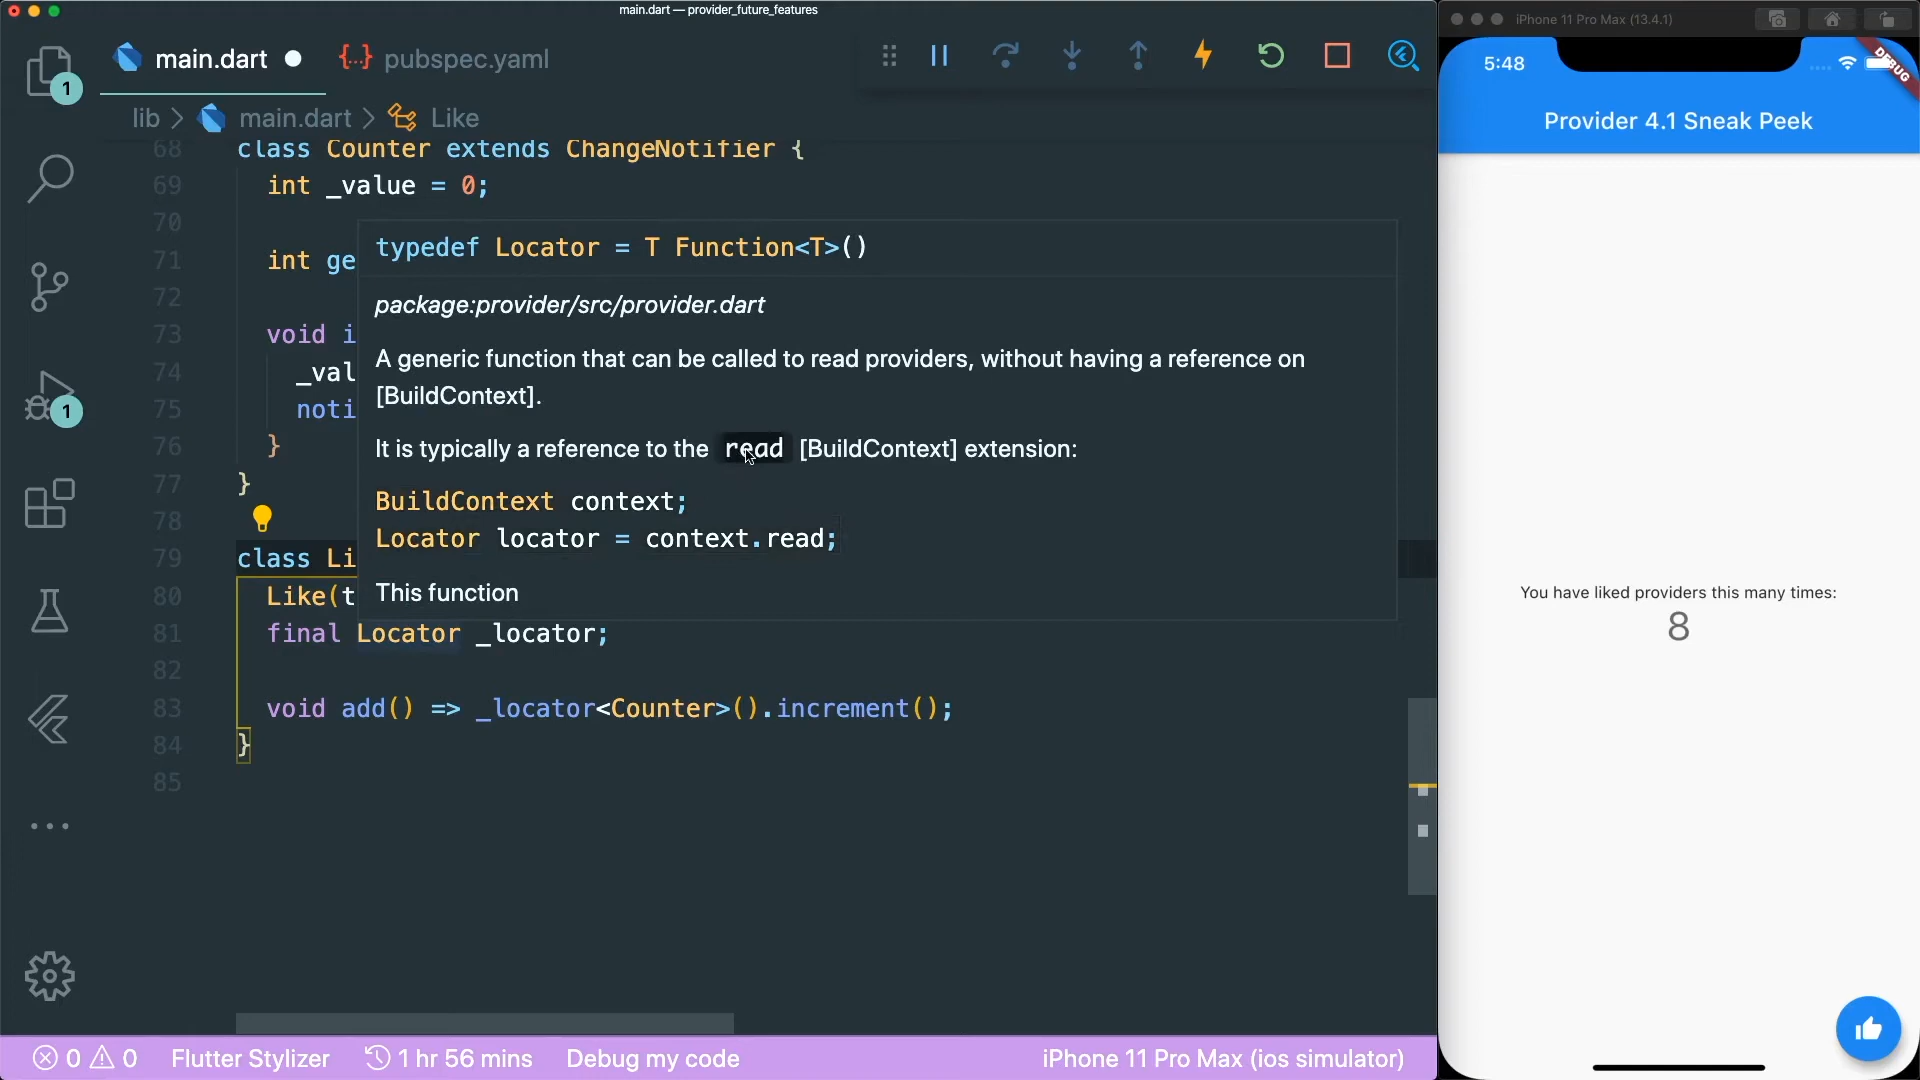 main.dart — provider_future_features
iPhone 11 Pro Max (13.4.1)
1
main.dart
{..} pubspec.yaml
lib > main.dart > Like
5:48
DEBUG
Provider 4.1 Sneak Peek
68 class Counter extends ChangeNotifier {
69 int _value = 0;
70
71 int ge
72
73 void i
74 _val
75 noti
76 }
77 }
78
79 class Li
80 Like(t
81 final Locator _locator;
82
83 void add() => _locator<Counter>().increment();
84 }
85
typedef Locator = T Function<T>()
package:provider/src/provider.dart
A generic function that can be called to read providers, without having a reference on
[BuildContext].
It is typically a reference to the read [BuildContext] extension:
BuildContext context;
Locator locator = context.read;
This function
1
You have liked providers this many times:
8
0 0 Flutter Stylizer 1 hr 56 mins Debug my code iPhone 11 Pro Max (ios simulator)